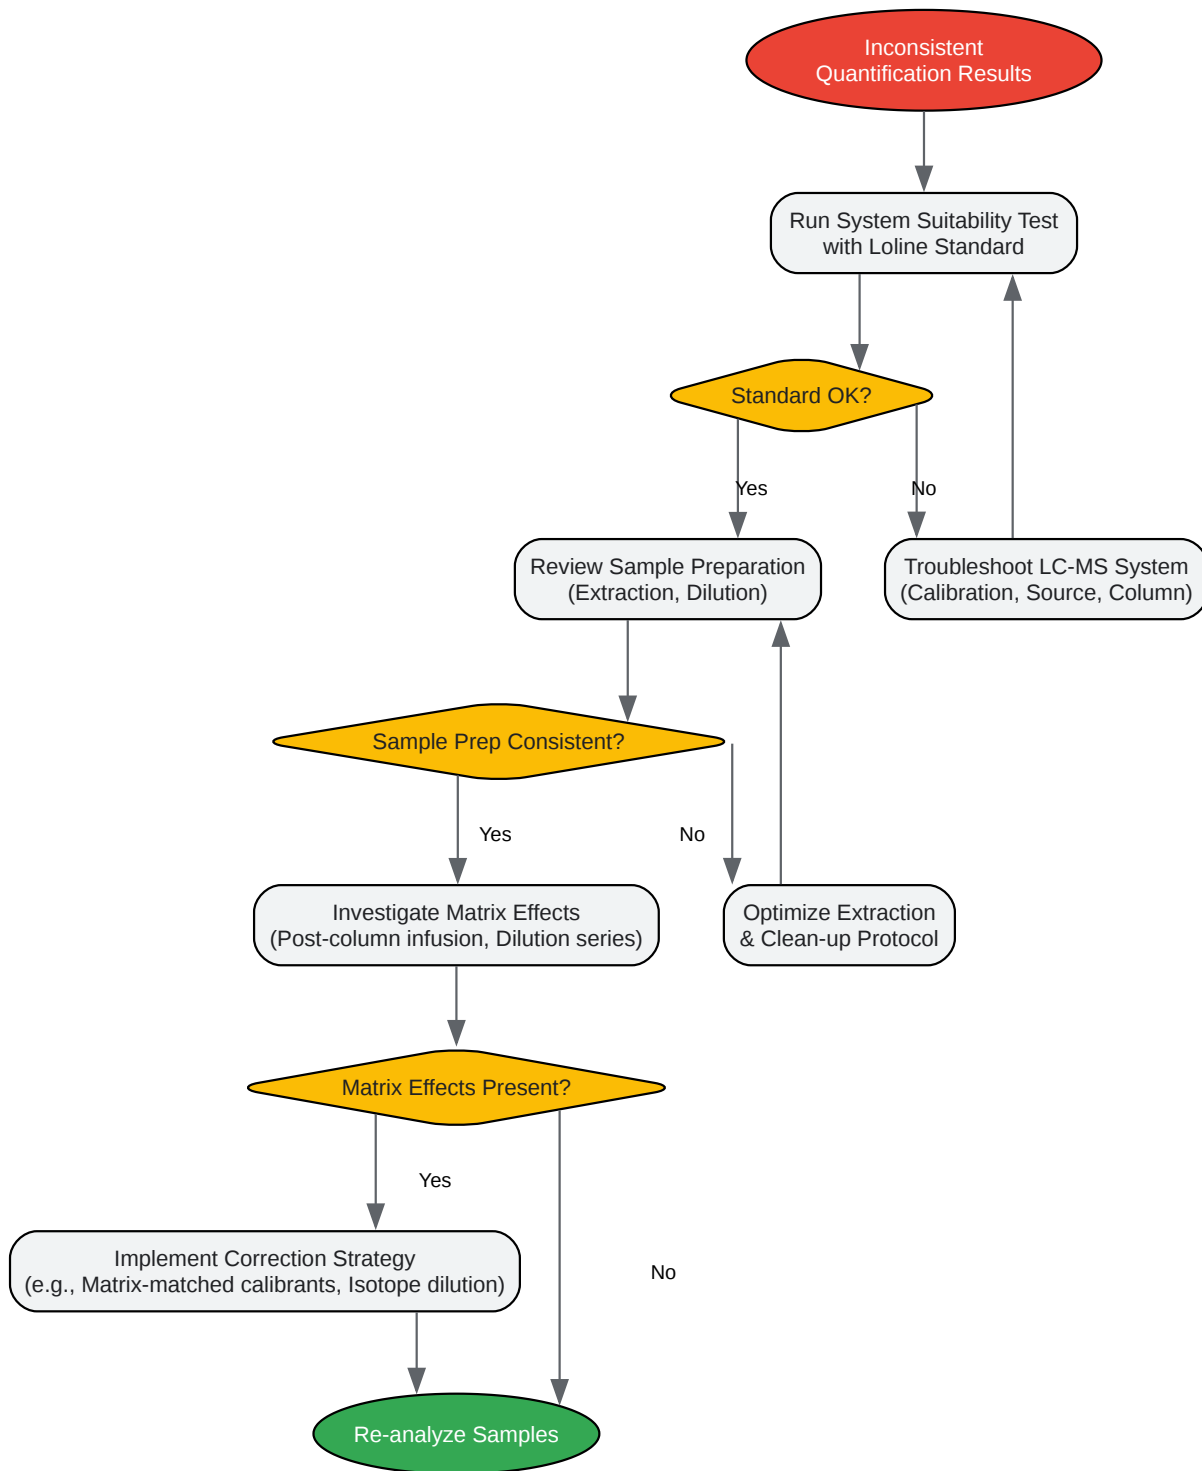 Inconsistent
Quantification Results
Run System Suitability Test
with Loline Standard
Standard OK?
Yes
No
Review Sample Preparation
(Extraction, Dilution)
Troubleshoot LC-MS System
(Calibration, Source, Column)
Sample Prep Consistent?
Yes
No
Investigate Matrix Effects
(Post-column infusion, Dilution series)
Optimize Extraction
& Clean-up Protocol
Matrix Effects Present?
Yes
Implement Correction Strategy
(e.g., Matrix-matched calibrants, Isotope dilution)
No
Re-analyze Samples